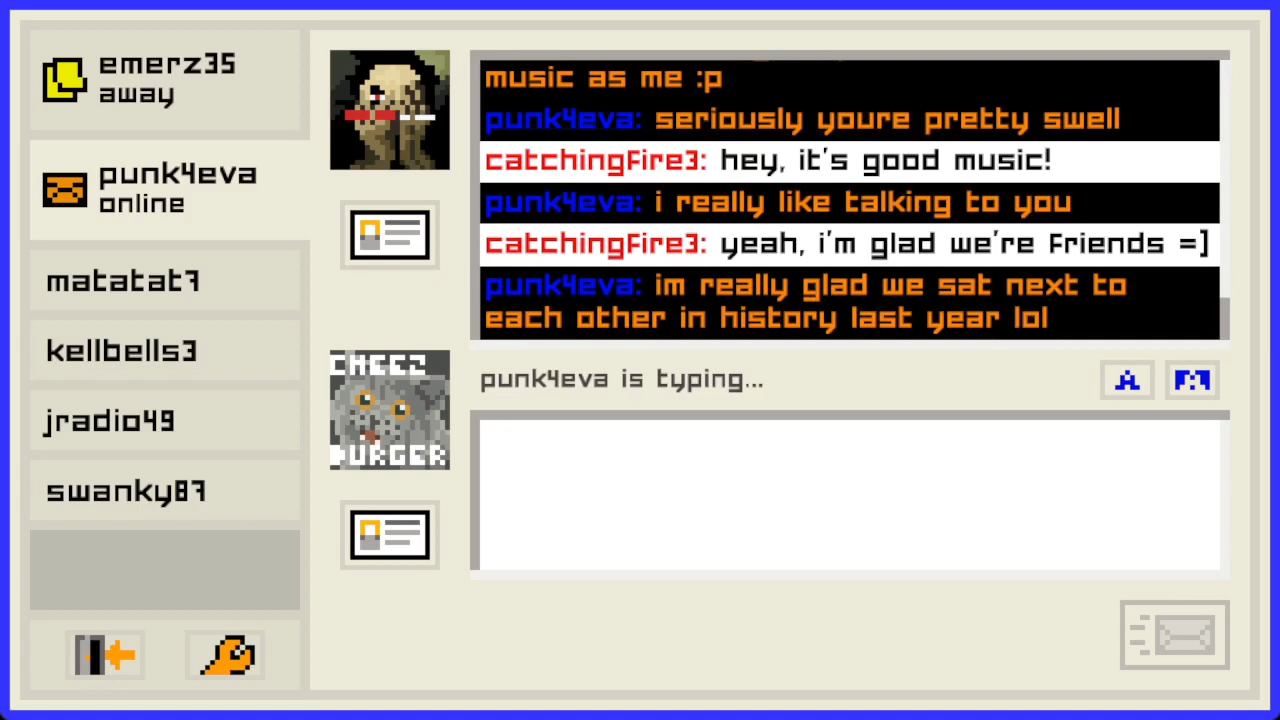 emerz35
away
punk4eva
online
matatat7
kellbells3
jradio49
swanky87
music as me :p
punk4eva: seriously youre pretty swell
catchingFire3: hey, it's good music!
punk4eva: i really like talking to you
catchingFire3: yeah, i'm glad we're Friends =]
punk4eva: im really glad we sat next to
each other in history last year lol
CHEEZ
BURGER
punk4eva is typing...
A